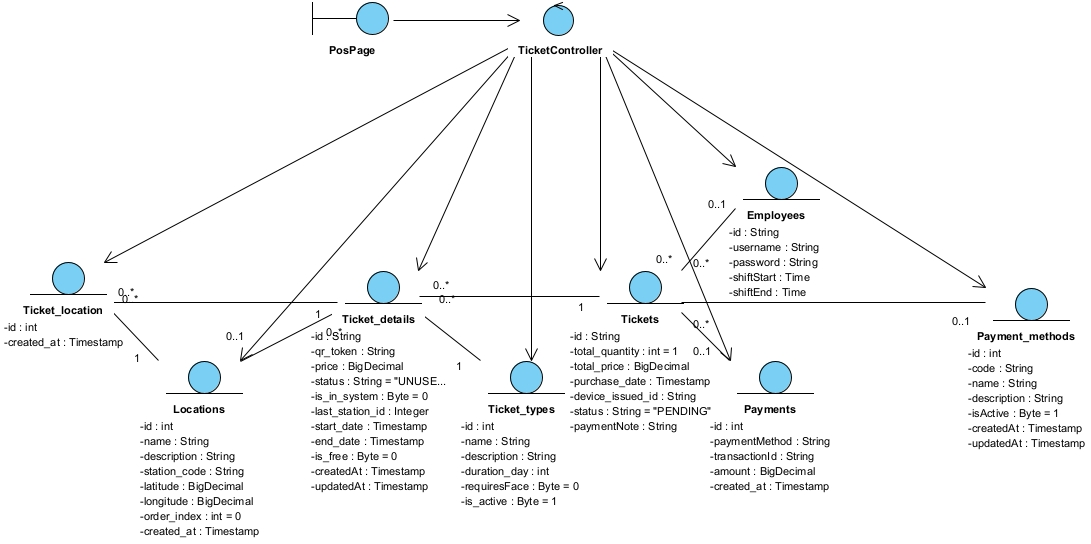 PosPage
TicketController
0..1
Employees
-id : String
-username : String
-password : String
-shiftStart : Time
-shiftEnd : Time
0..*
0..*
0..*
0..*
Ticket_location
-id : int
-created_at : Timestamp
0..*
0..*
1
Ticket_details
-id : String
-qr_token : String
-price : BigDecimal
-status : String = "UNUSE...
-is_in_system : Byte = 0
-last_station_id : Integer
-start_date : Timestamp
-end_date : Timestamp
-is_free : Byte = 0
-createdAt : Timestamp
-updatedAt : Timestamp
1
Tickets
-id : String
-total_quantity : int = 1
-total_price : BigDecimal
-purchase_date : Timestamp
-device_issued_id : String
-status : String = "PENDING"
-paymentNote : String
0..1
Payment_methods
-id : int
-code : String
-name : String
-description : String
-isActive : Byte = 1
-createdAt : Timestamp
-updatedAt : Timestamp
0..1
0..*
0..*
0..1
1
1
Locations
-id : int
-name : String
-description : String
-station_code : String
-latitude : BigDecimal
-longitude : BigDecimal
-order_index : int = 0
-created_at : Timestamp
Ticket_types
-id : int
-name : String
-description : String
-duration_day : int
-requiresFace : Byte = 0
-is_active : Byte = 1
Payments
-id : int
-paymentMethod : String
-transactionId : String
-amount : BigDecimal
-created_at : Timestamp